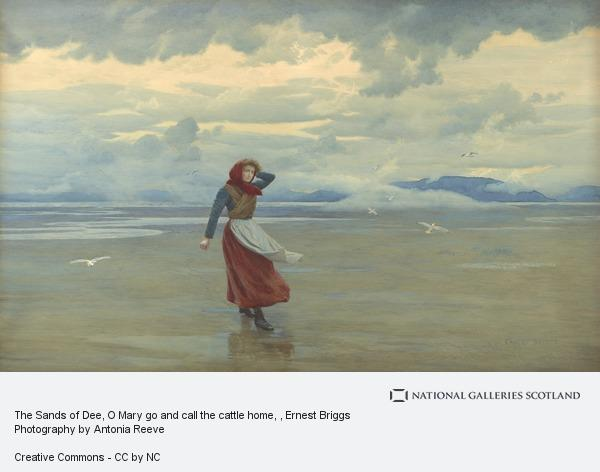 NATIONAL GALLERIES SCOTLAND
The Sands of Dee, O Mary go and call the cattle home, , Ernest Briggs
Photography by Antonia Reeve
Creative Commons - CC by NC